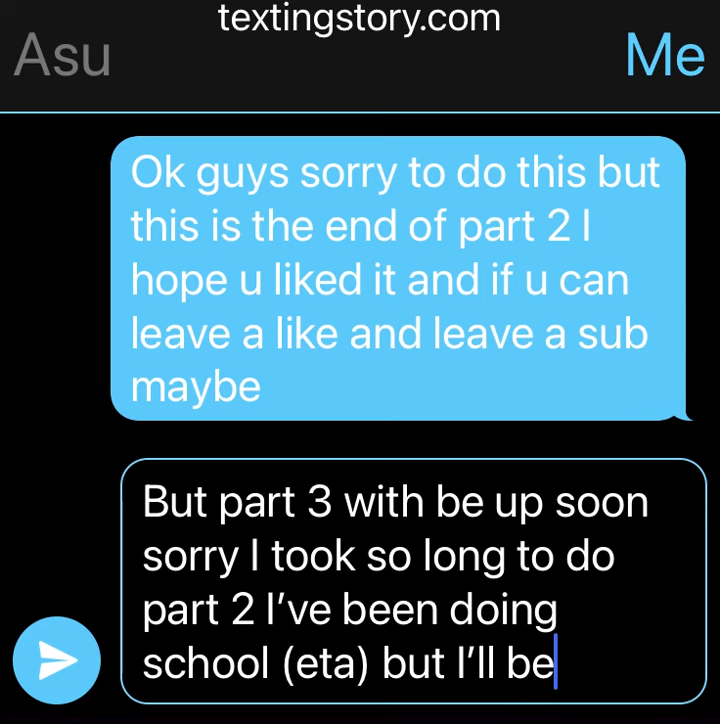 textingstory.com
Asu
Me
Ok guys sorry to do this but
this is the end of part 2 I
hope u liked it and if u can
leave a like and leave a sub
maybe
But part 3 with be up soon
sorry I took so long to do
part 2 I’ve been doing
school (eta) but I’ll be